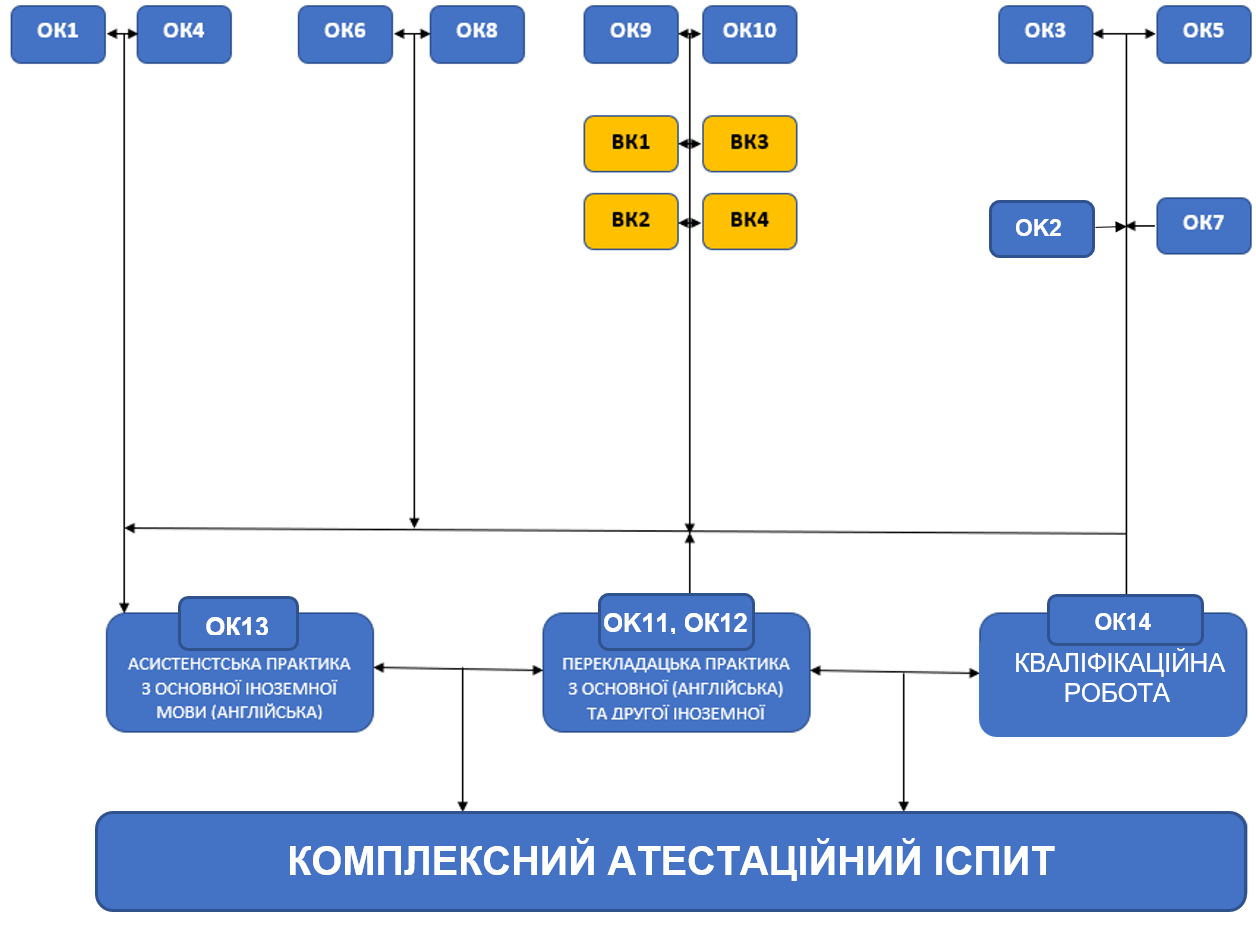 ОК1
ОК4
ОК6
ОК8
ОК9
ОК10
ОК3
ОК5
ВК1
ВК3
ВК2
ВК4
ОК2
ОК7
ОК13
АСИСТЕНСТСЬКА ПРАКТИКА
З ОСНОВНОЇ ІНОЗЕМНОЇ
МОВИ (АНГЛІЙСЬКА)
ОК11, ОК12
ПЕРЕКЛАДАЦЬКА ПРАКТИКА
З ОСНОВНОЇ (АНГЛІЙСЬКА)
ТА ДРУГОЇ ІНОЗЕМНОЇ
ОК14
КВАЛІФІКАЦІЙНА
РОБОТА
КОМПЛЕКСНИЙ АТЕСТАЦІЙНИЙ ІСПИТ